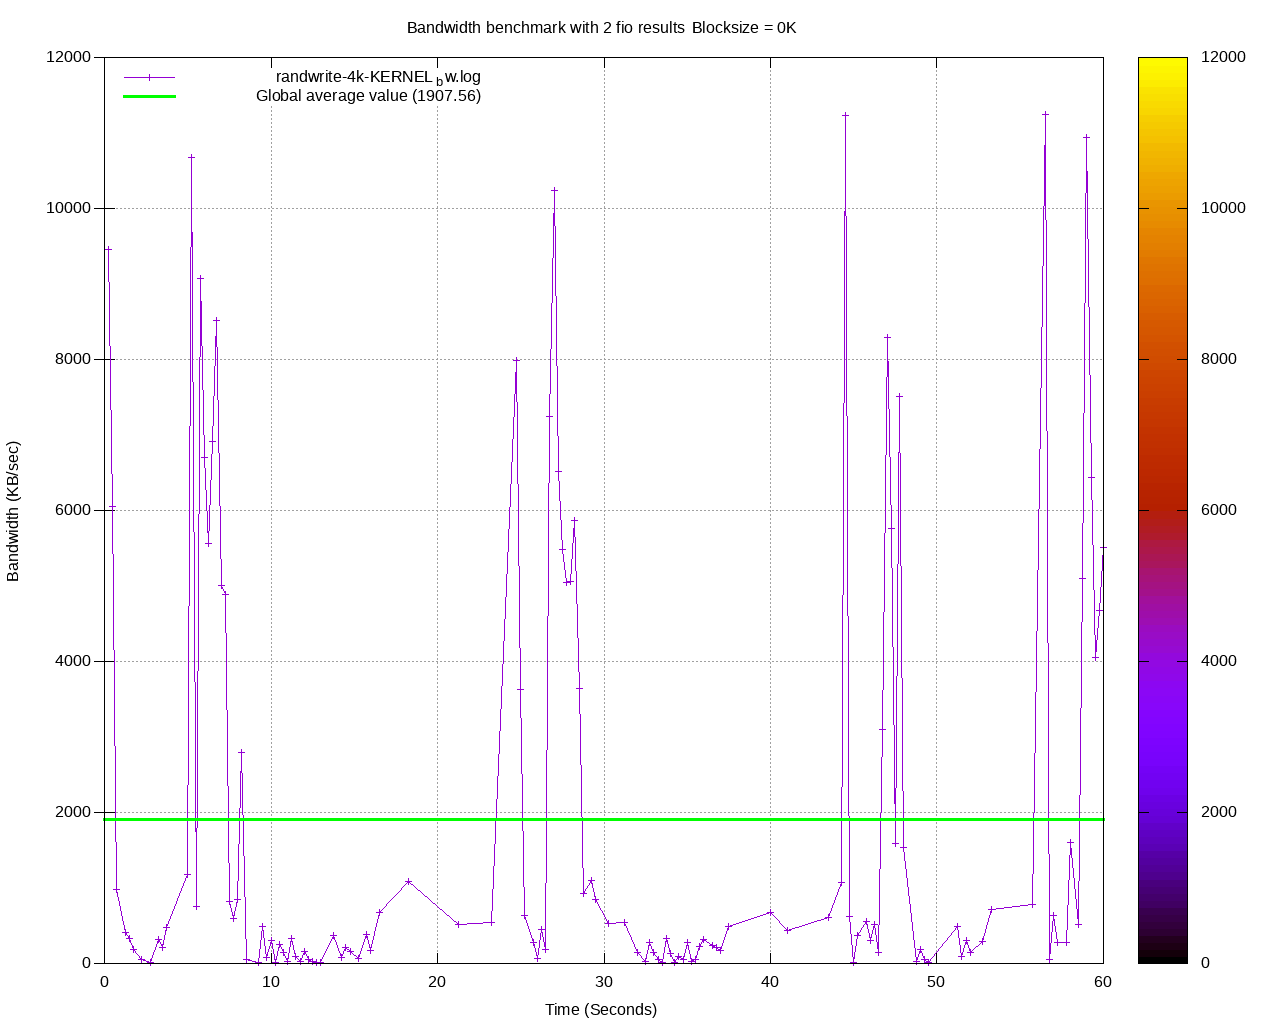 Bandwidth benchmark with 2 fio results Blocksize = 0K
randwrite-4k-KERNEL_bw.log
Global average value (1907.56)
12000
10000
8000
6000
4000
2000
0
Bandwidth (KB/sec)
0 10 20 30 40 50 60
Time (Seconds)
12000
10000
8000
6000
4000
2000
0